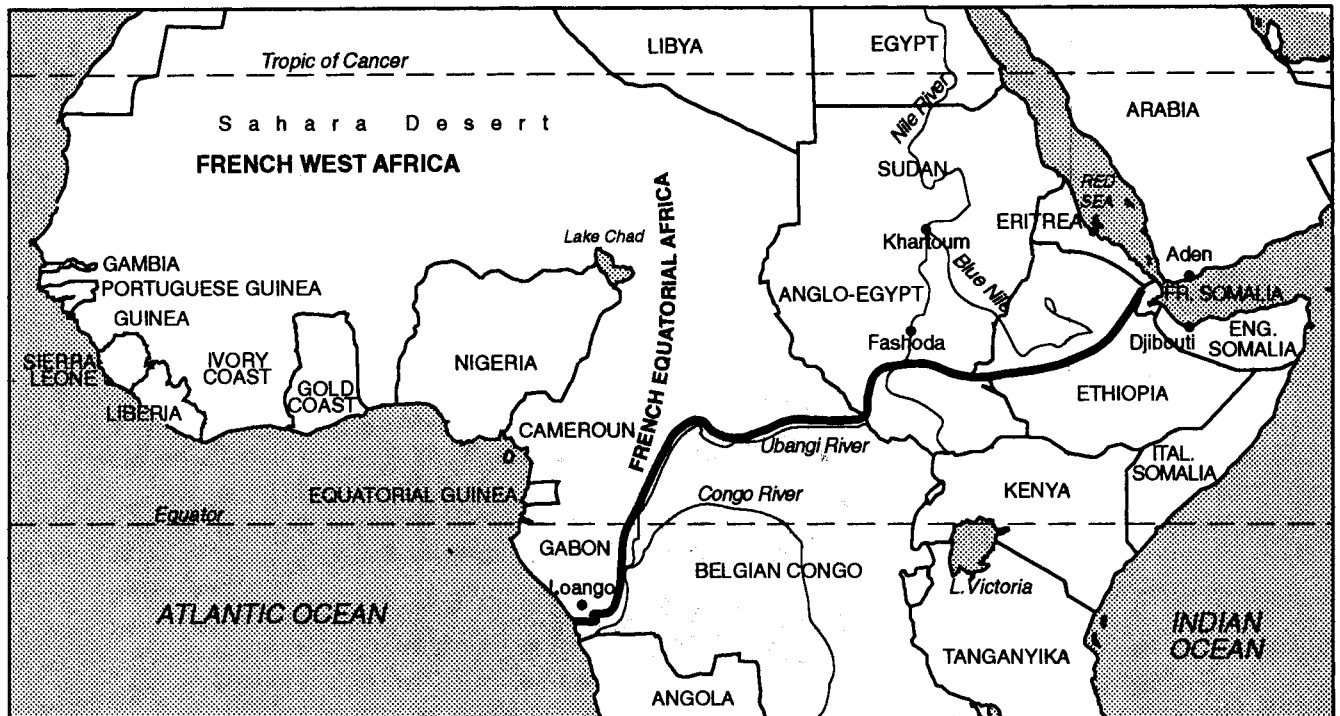 LIBYA
EGYPT
Tropic of Cancer
Nile River
ARABIA
Sahara Desert
FRENCH WEST AFRICA
SUDAN
RED
SEA
FRENCH EQUATORIAL AFRICA
ERITREA
Lake Chad
Khartoum
Aden
GAMBIA
Blue Nile
PORTUGUESE GUINEA
ANGLO-EGYPT
FR. SOMALIA
GUINEA
Fashoda
Djibouti
ENG.
SOMALIA
SIERRA
LEONE
IVORY
COAST
NIGERIA
GOLD
COAST
ETHIOPIA
LIBERIA
CAMEROUN
Ubangi River
ITAL.
SOMALIA
EQUATORIAL GUINEA
Congo River
KENYA
Equator
GABON
BELGIAN CONGO
Loango
L.Victoria
ATLANTIC OCEAN
INDIAN
OCEAN
TANGANYIKA
ANGOLA